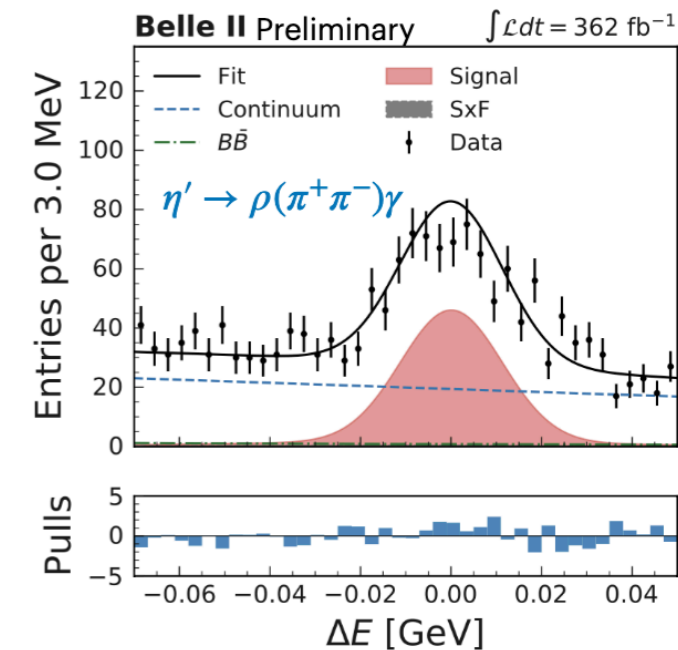 Belle II Preliminary ∫ℒdt = 362 fb⁻¹
Fit
Continuum
BB̄
Signal
SxF
Data
η′ → ρ(π⁺π⁻)γ
Entries per 3.0 MeV
120
100
80
60
40
20
0
Pulls
5
0
−5
−0.06 −0.04 −0.02 0.00 0.02 0.04
ΔE [GeV]